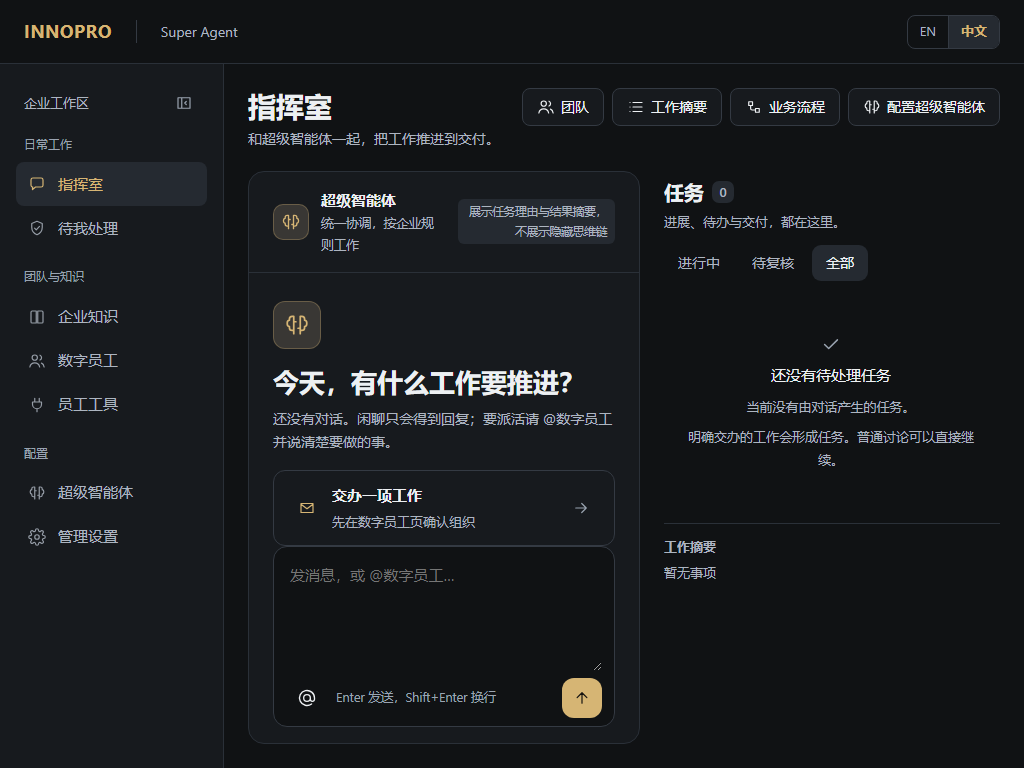 INNOPRO
Super Agent
EN
中文
企业工作区
日常工作
指挥室
待我处理
团队与知识
企业知识
数字员工
员工工具
配置
超级智能体
管理设置
指挥室
和超级智能体一起，把工作推进到交付。
团队
工作摘要
业务流程
配置超级智能体
超级智能体
统一协调，按企业规
则工作
展示任务理由与结果摘要，
不展示隐藏思维链
今天，有什么工作要推进？
还没有对话。闲聊只会得到回复；要派活请 @数字员工
并说清楚要做的事。
交办一项工作
先在数字员工页确认组织
发消息，或 @数字员工...
Enter 发送，Shift+Enter 换行
任务 0
进展、待办与交付，都在这里。
进行中
待复核
全部
还没有待处理任务
当前没有由对话产生的任务。
明确交办的工作会形成任务。普通讨论可以直接继
续。
工作摘要
暂无事项